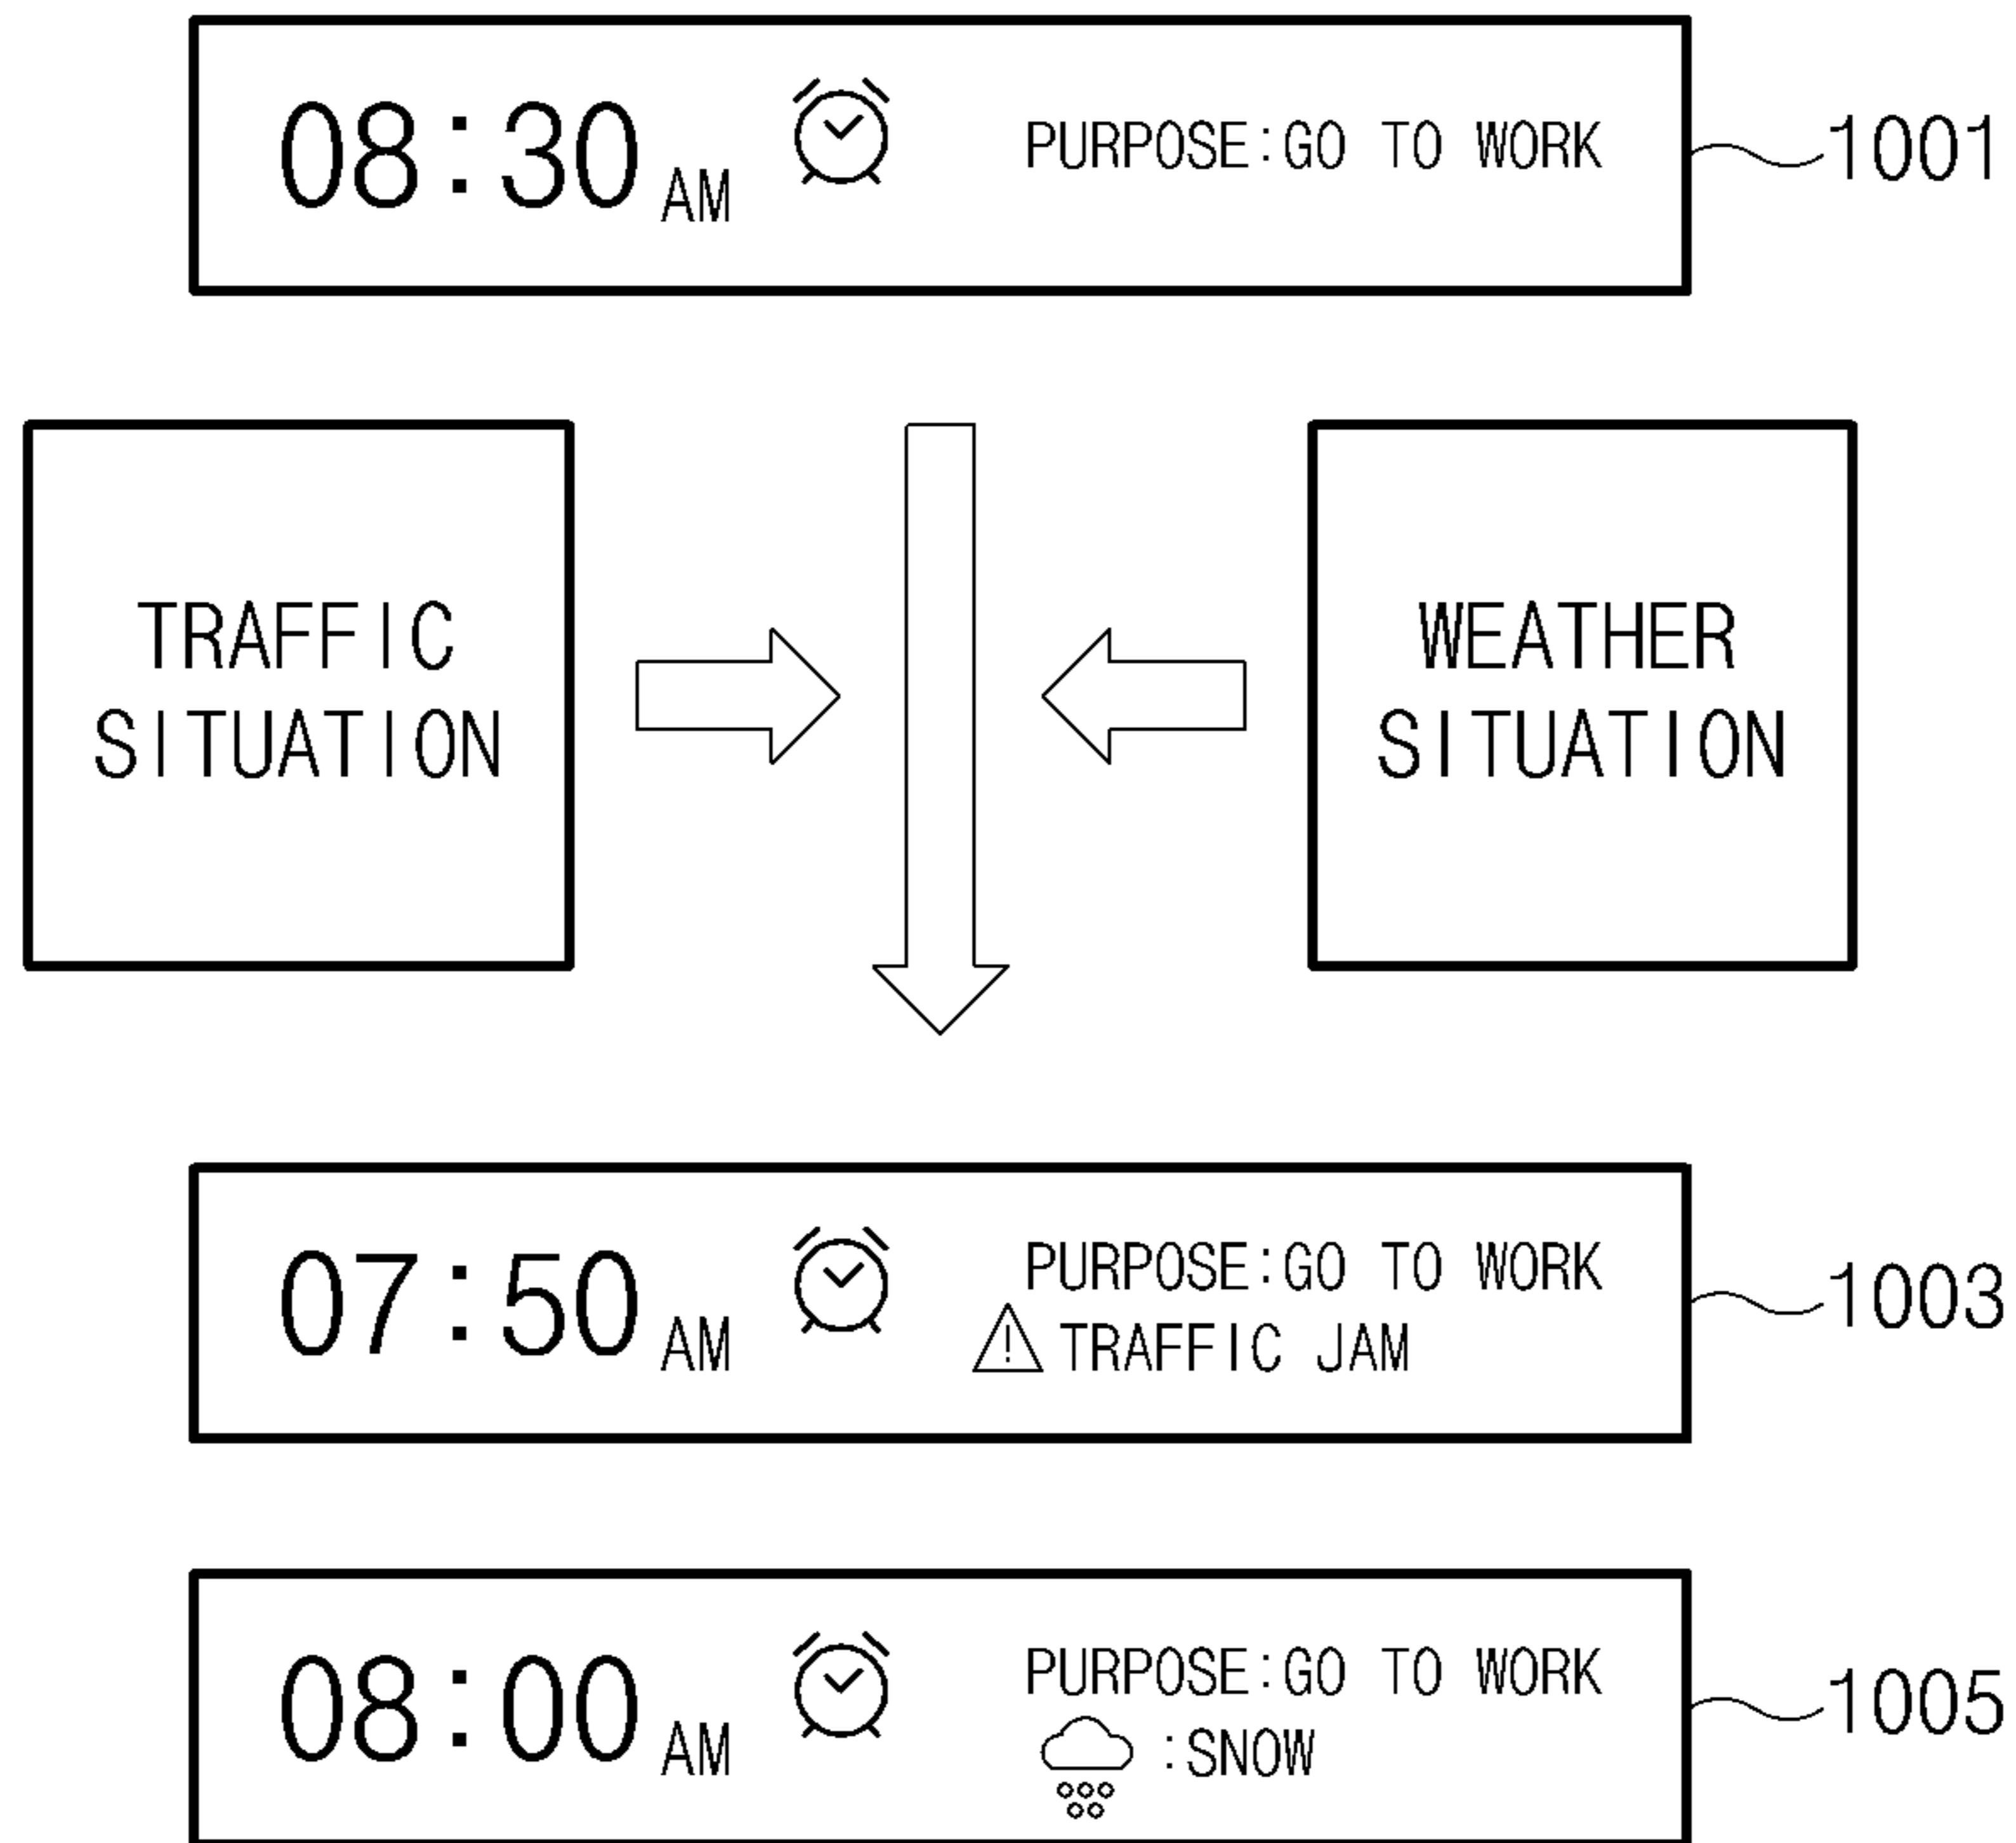 08:30 AM PURPOSE:GO TO WORK 1001
TRAFFIC
SITUATION
WEATHER
SITUATION
07:50 AM PURPOSE:GO TO WORK 1003
TRAFFIC JAM
08:00 AM PURPOSE:GO TO WORK 1005
:SNOW